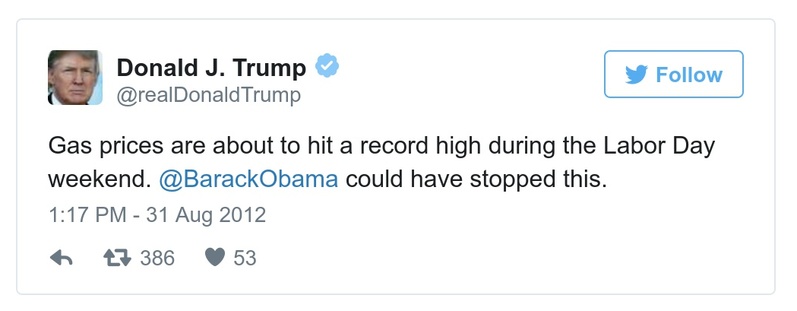 Donald J. Trump
@realDonaldTrump
Follow
Gas prices are about to hit a record high during the Labor Day
weekend. @BarackObama could have stopped this.
1:17 PM - 31 Aug 2012
386 53